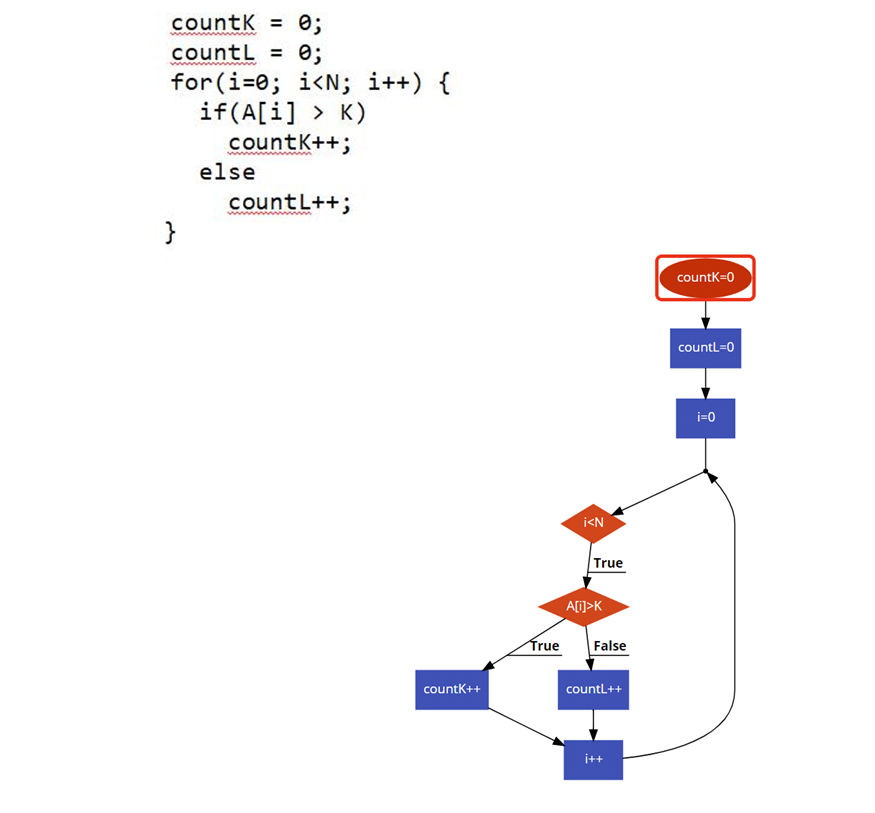 countK = 0;
countL = 0;
for(i=0; i<N; i++) {
if(A[i] > K)
countK++;
else
countL++;
}
countK=0
countL=0
i=0
i<N
True
A[i]>K
True
False
countK++
countL++
i++